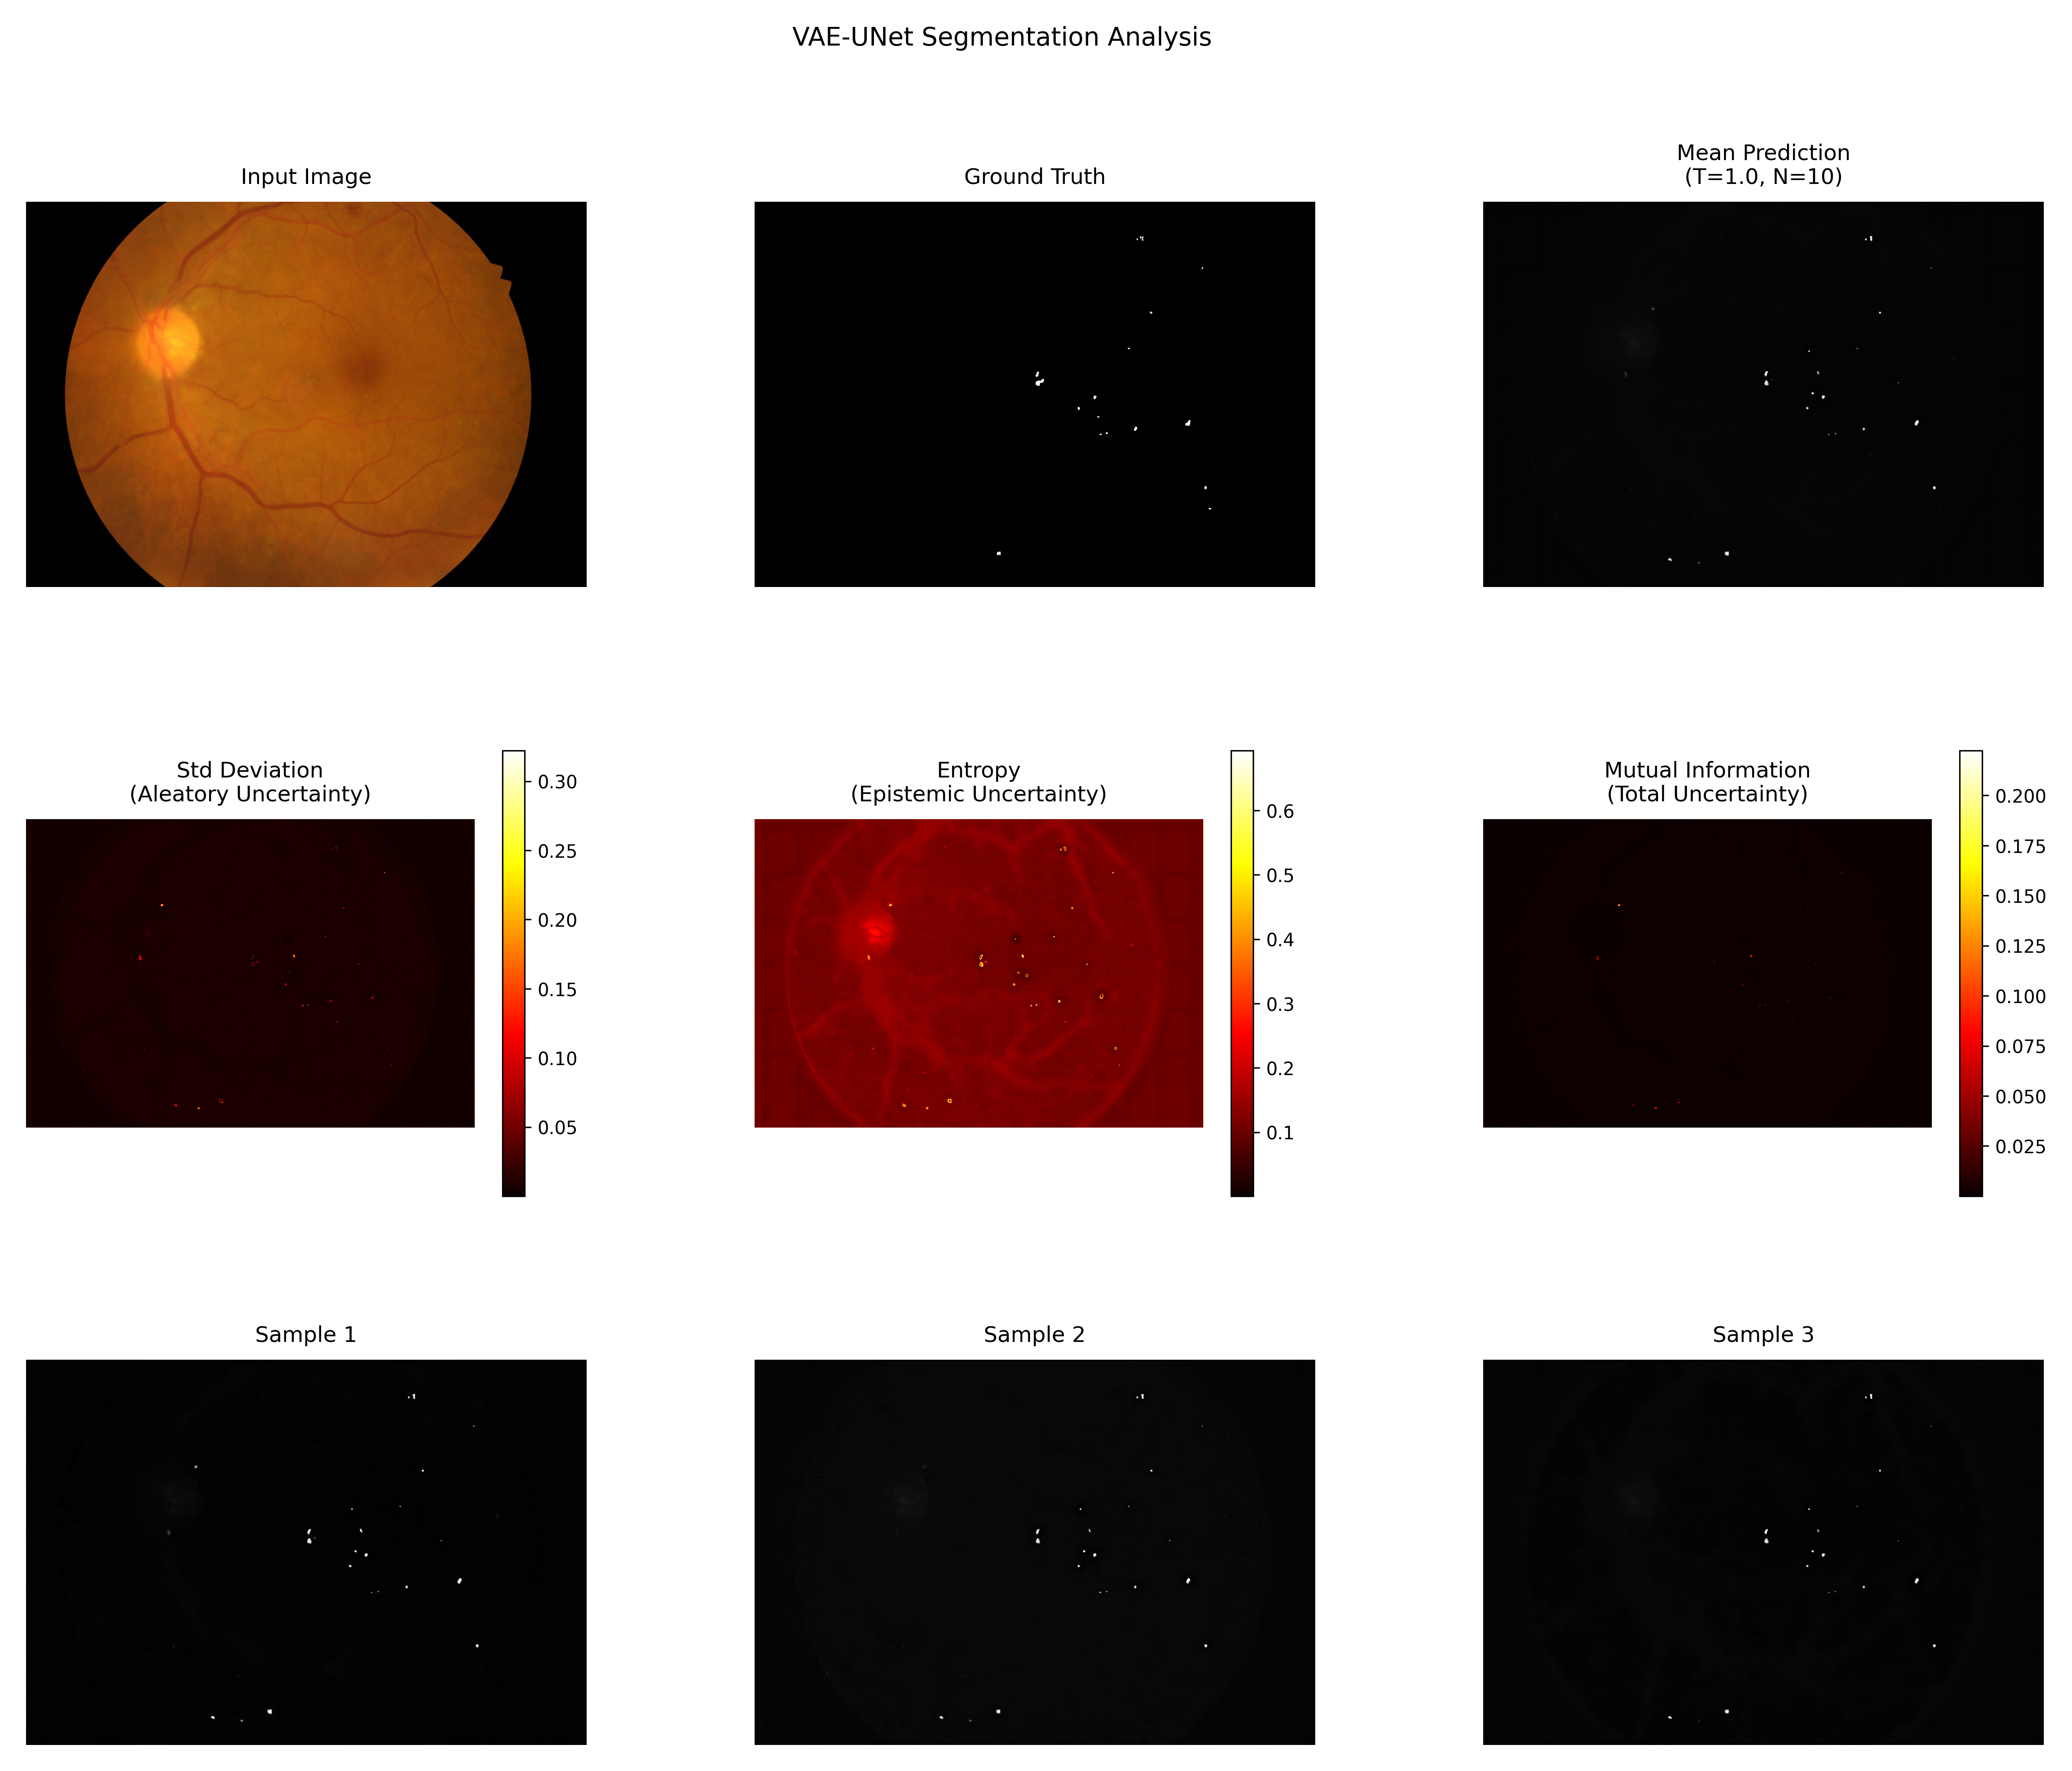 VAE-UNet Segmentation Analysis
Input Image
Ground Truth
Mean Prediction
(T=1.0, N=10)
Std Deviation
(Aleatory Uncertainty)
0.30
0.25
0.20
0.15
0.10
0.05
Entropy
(Epistemic Uncertainty)
0.6
0.5
0.4
0.3
0.2
0.1
Mutual Information
(Total Uncertainty)
0.200
0.175
0.150
0.125
0.100
0.075
0.050
0.025
Sample 1
Sample 2
Sample 3